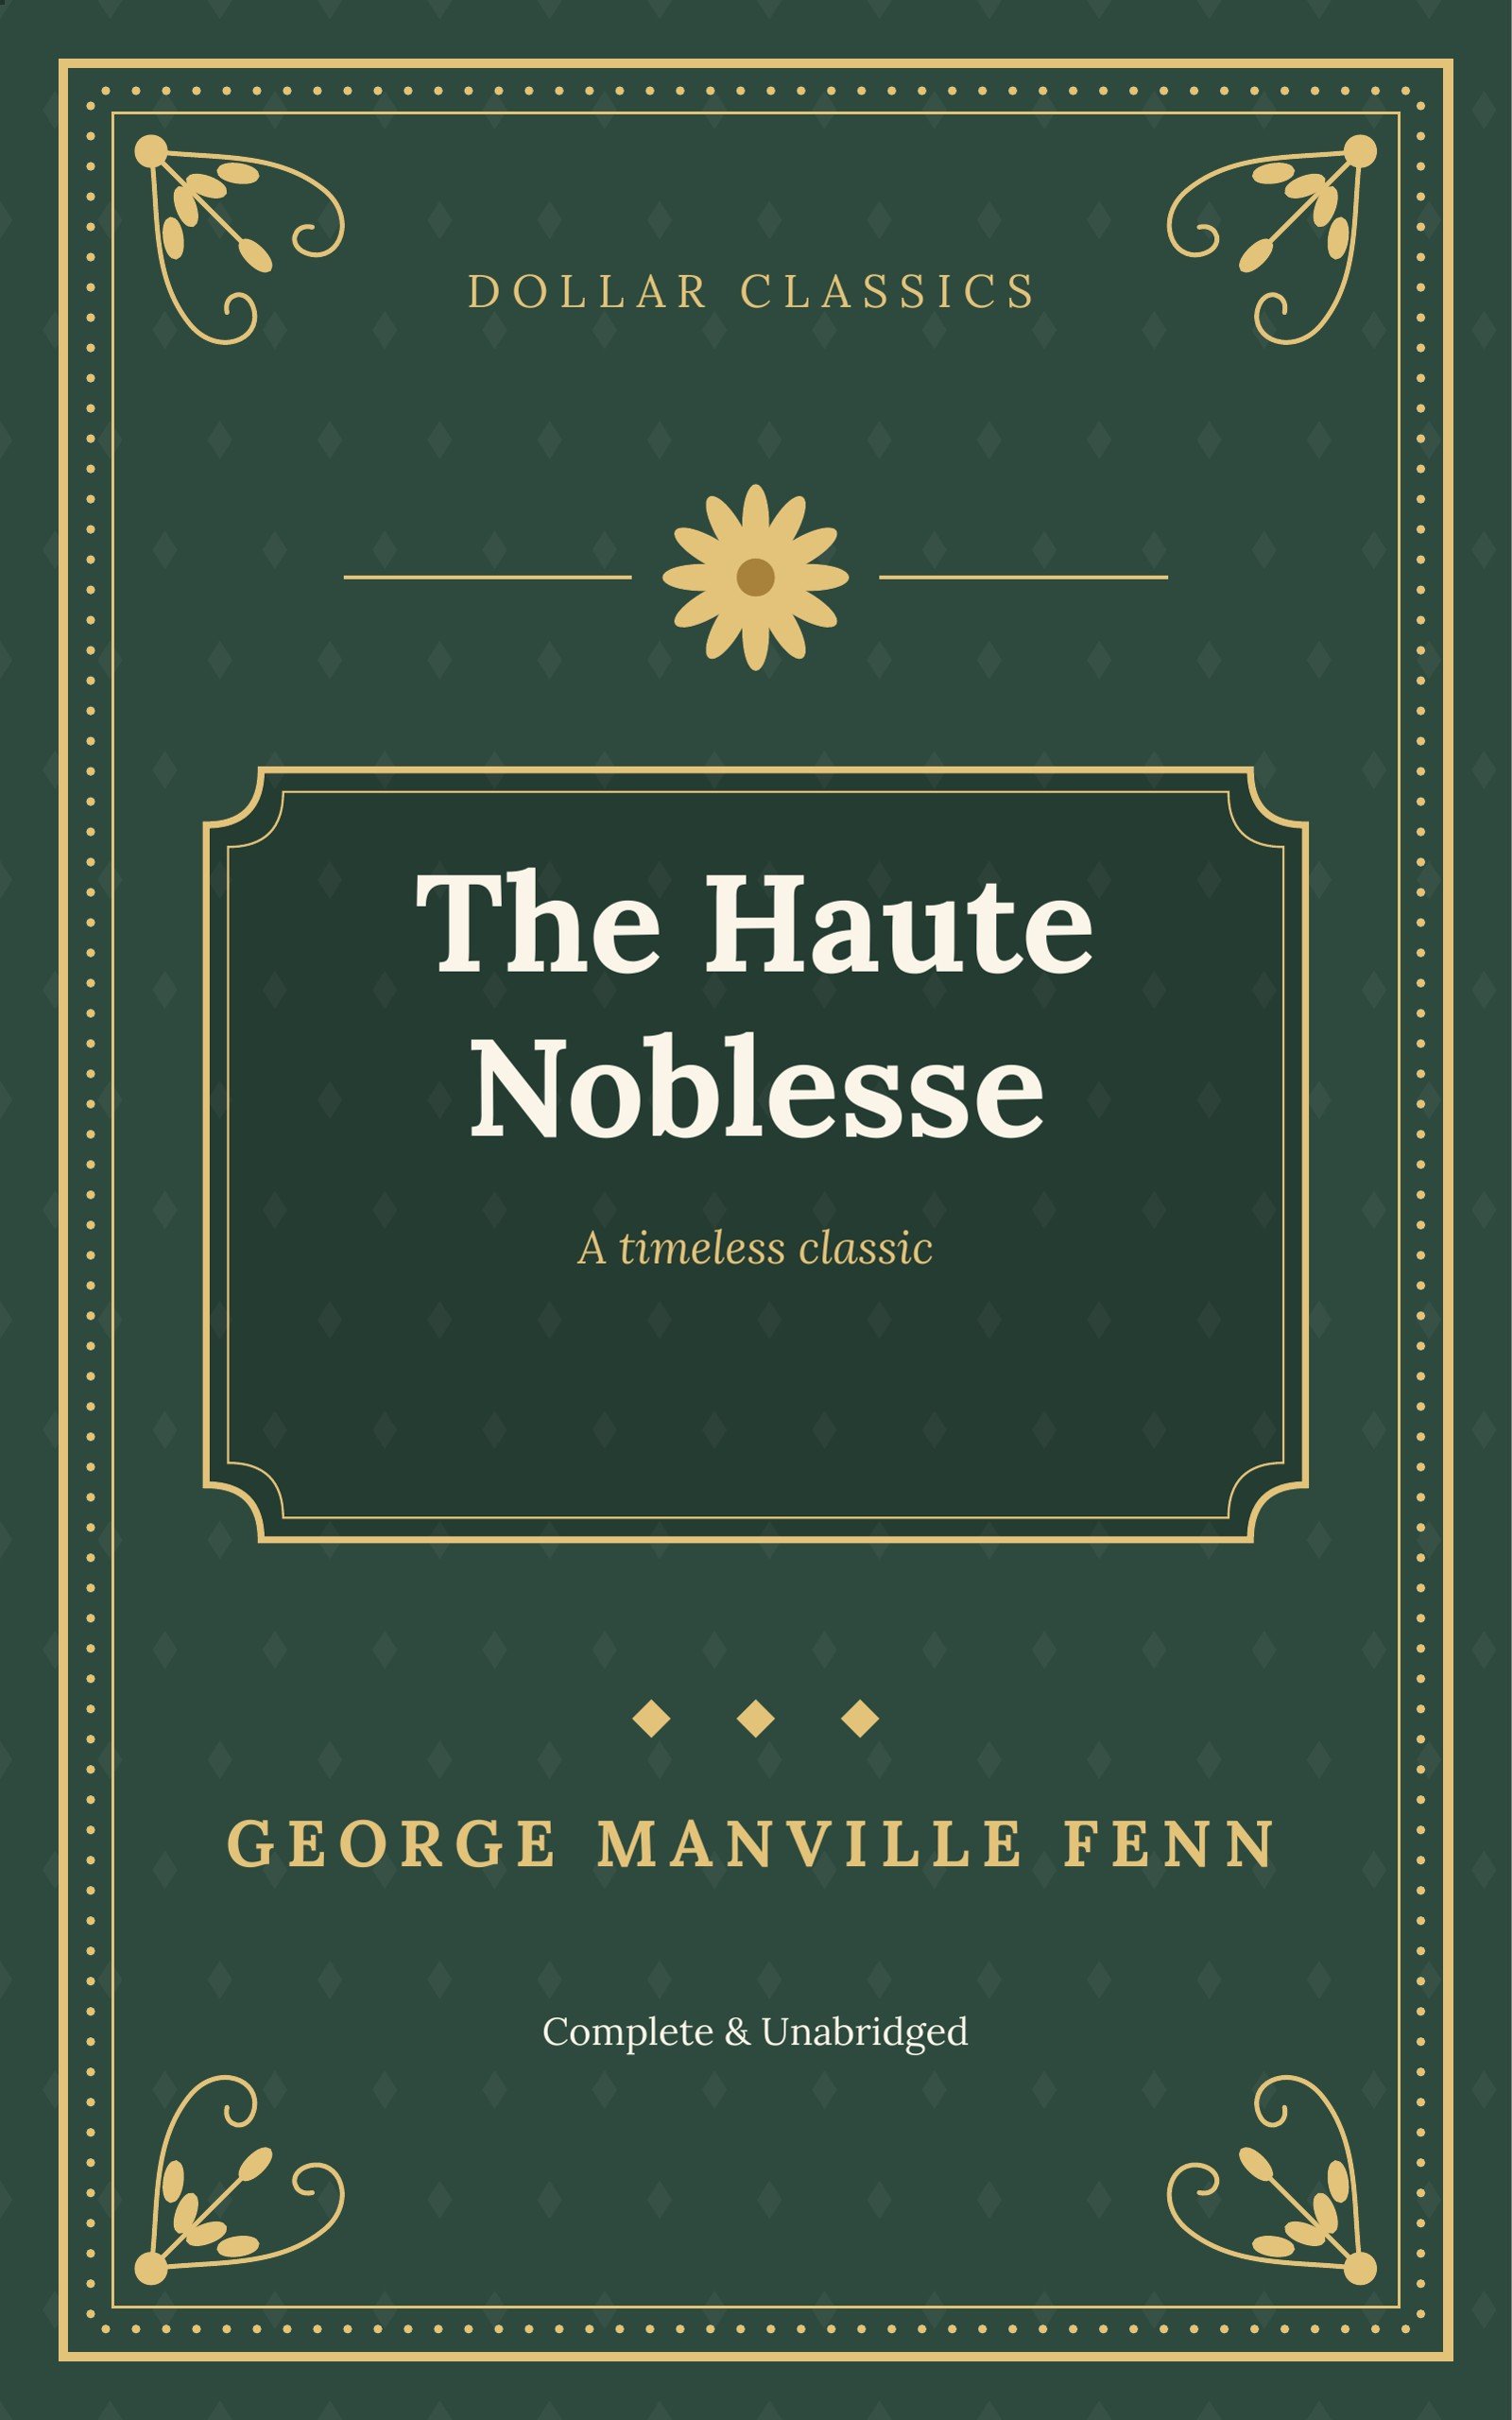 DOLLAR CLASSICS
The Haute
Noblesse
A timeless classic
GEORGE MANVILLE FENN
Complete & Unabridged